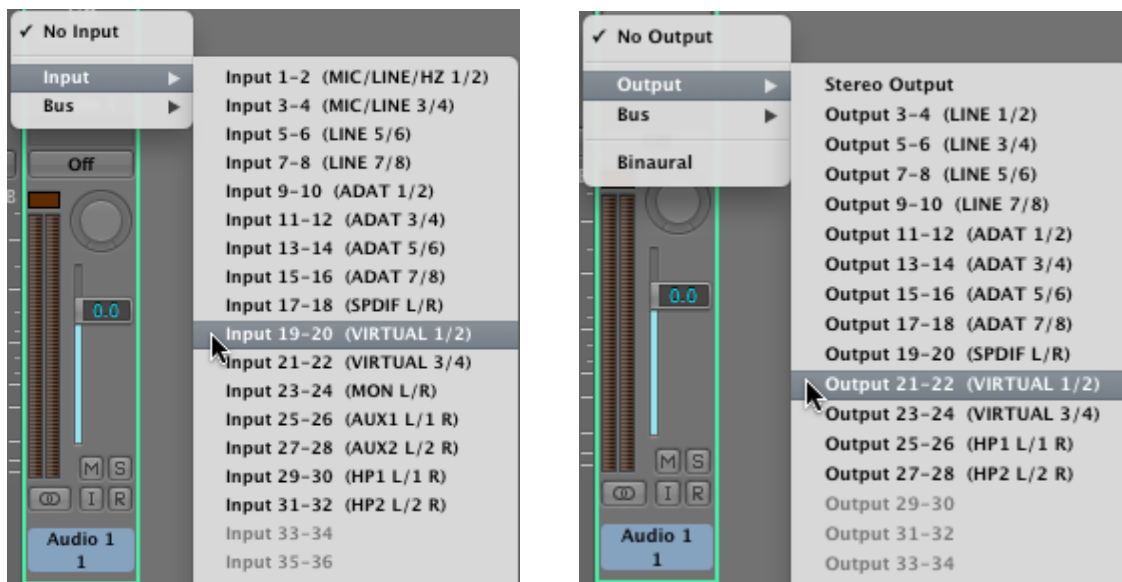 ✓ No Input
Input
Bus
Input 1-2 (MIC/LINE/HZ 1/2)
Input 3-4 (MIC/LINE 3/4)
Input 5-6 (LINE 5/6)
Input 7-8 (LINE 7/8)
Input 9-10 (ADAT 1/2)
Input 11-12 (ADAT 3/4)
Input 13-14 (ADAT 5/6)
Input 15-16 (ADAT 7/8)
Input 17-18 (SPDIF L/R)
Input 19-20 (VIRTUAL 1/2)
Input 21-22 (VIRTUAL 3/4)
Input 23-24 (MON L/R)
Input 25-26 (AUX1 L/1 R)
Input 27-28 (AUX2 L/2 R)
Input 29-30 (HP1 L/1 R)
Input 31-32 (HP2 L/2 R)
Input 33-34
Input 35-36
Off
0.0
M S
I R
Audio 1
1
✓ No Output
Output
Bus
Binaural
Stereo Output
Output 3-4 (LINE 1/2)
Output 5-6 (LINE 3/4)
Output 7-8 (LINE 5/6)
Output 9-10 (LINE 7/8)
Output 11-12 (ADAT 1/2)
Output 13-14 (ADAT 3/4)
Output 15-16 (ADAT 5/6)
Output 17-18 (ADAT 7/8)
Output 19-20 (SPDIF L/R)
Output 21-22 (VIRTUAL 1/2)
Output 23-24 (VIRTUAL 3/4)
Output 25-26 (HP1 L/1 R)
Output 27-28 (HP2 L/2 R)
Output 29-30
Output 31-32
Output 33-34
0.0
M S
I R
Audio 1
1